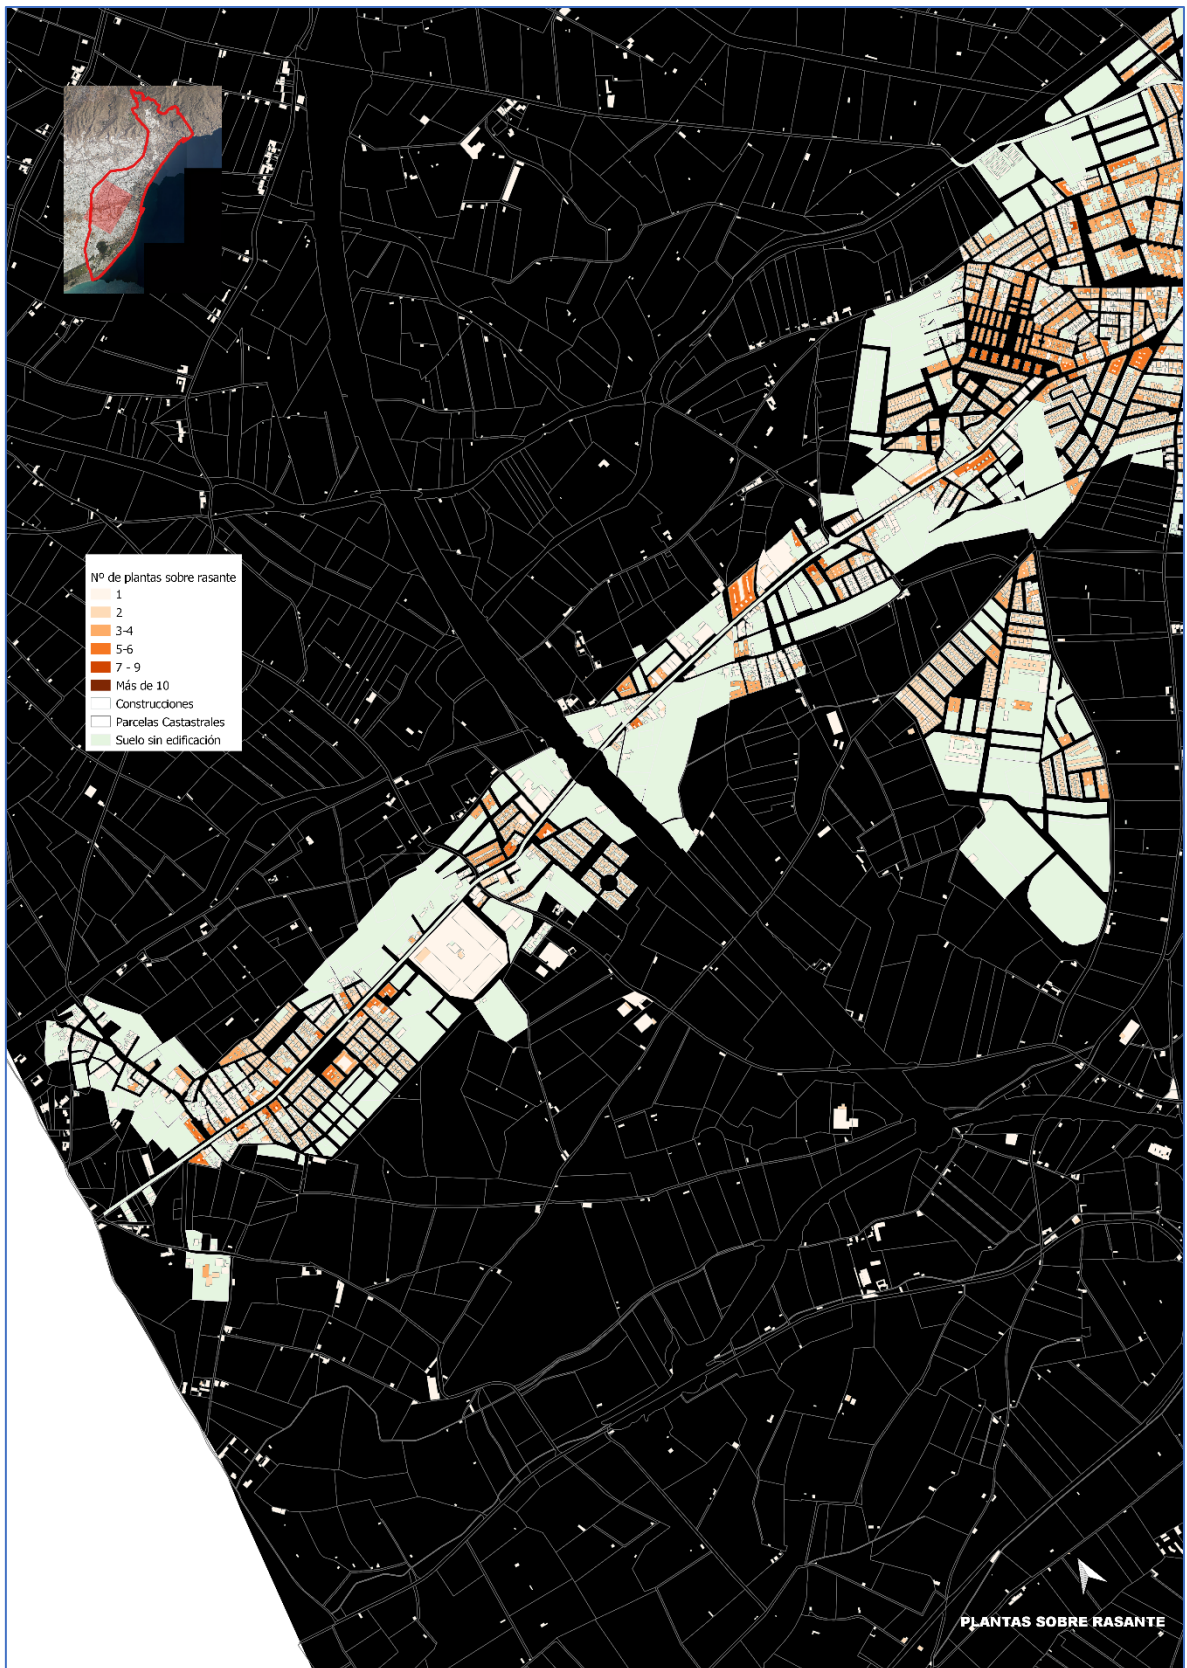 Nº de plantas sobre rasante
1
2
3-4
5-6
7 - 9
Más de 10
Construcciones
Parcelas Castastrales
Suelo sin edificación
PLANTAS SOBRE RASANTE